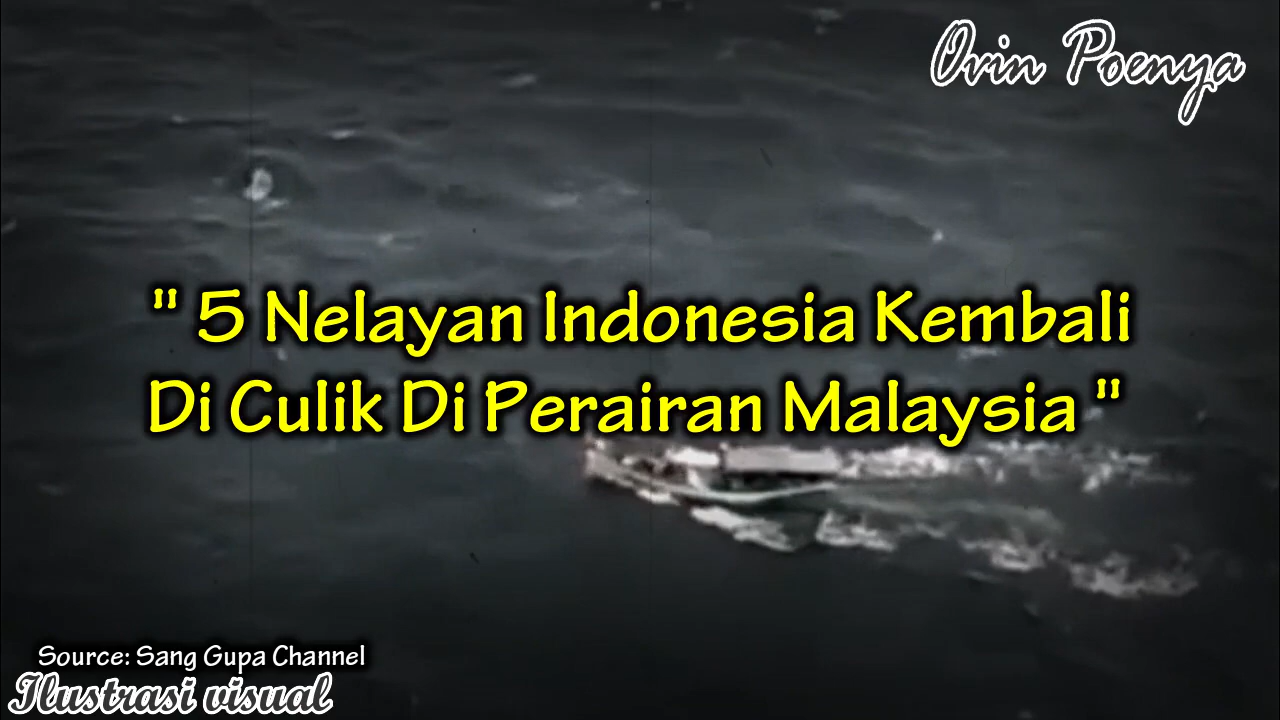 Ovin Poenya
" 5 Nelayan Indonesia Kembali
Di Culik Di Perairan Malaysia "
Source: Sang Gupa Channel
Ilustrasi visual